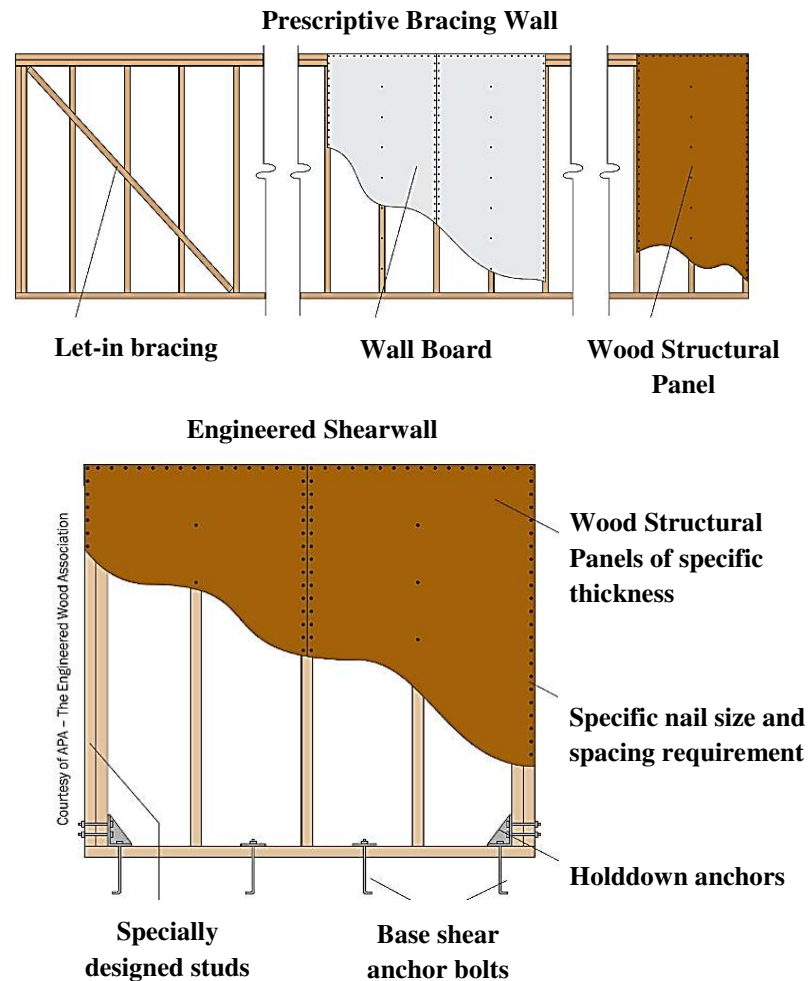 Prescriptive Bracing Wall
Let-in bracing
Wall Board
Wood Structural
Panel
Engineered Shearwall
Courtesy of APA – The Engineered Wood Association
Wood Structural
Panels of specific
thickness
Specific nail size and
spacing requirement
Holddown anchors
Specially
designed studs
Base shear
anchor bolts